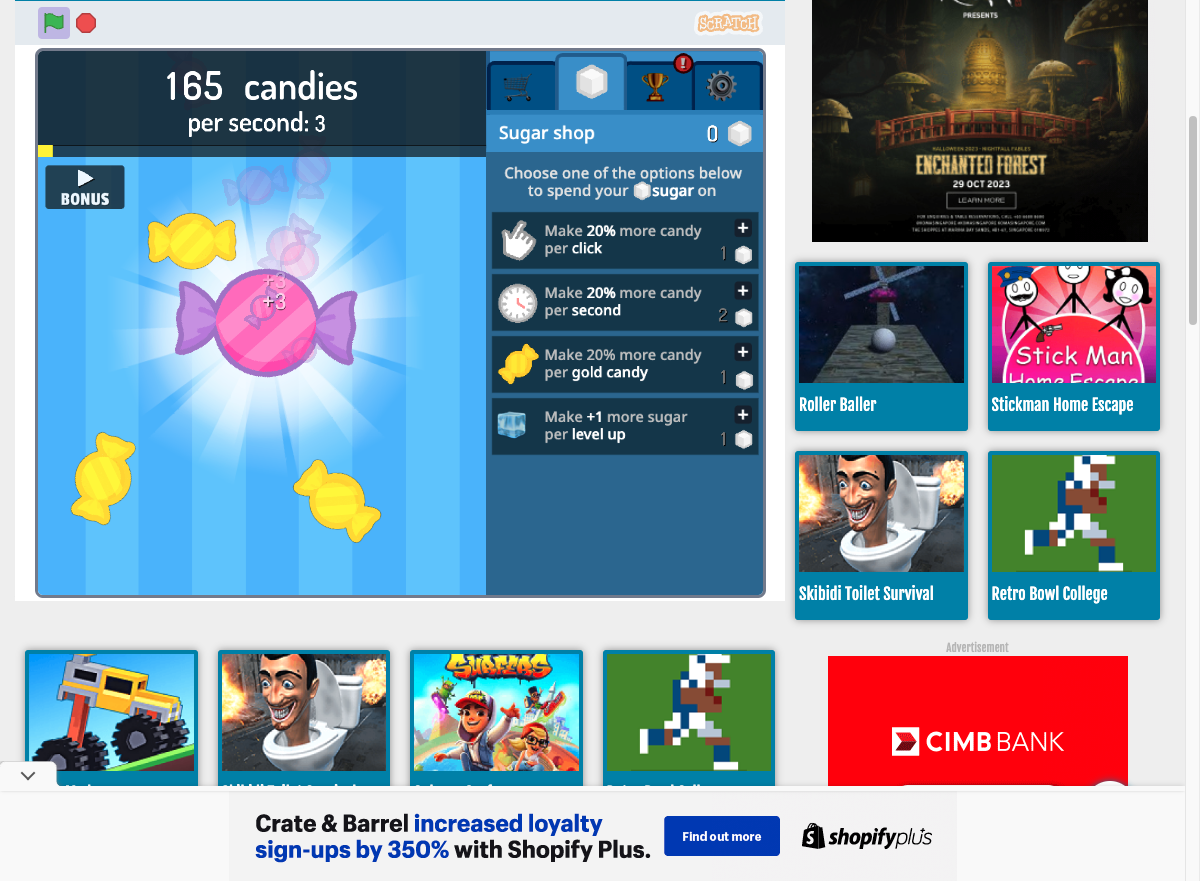 SCRATCH
165 candies
per second: 3
BONUS
+3
+3
!
Sugar shop
0
Choose one of the options below
to spend your sugar on
Make 20% more candy
per click
+
1
Make 20% more candy
per second
+
2
Make 20% more candy
per gold candy
+
1
Make +1 more sugar
per level up
+
1
PRESENTS
HALLOWEEN 2023 - NIGHTFALL FABLES
ENCHANTED FOREST
29 OCT 2023
LEARN MORE
Roller Baller
Stick Man
Home Escape
Stickman Home Escape
Skibidi Toilet Survival
Retro Bowl College
Advertisement
CIMB BANK
SURFERS
Crate & Barrel increased loyalty
sign-ups by 350% with Shopify Plus.
Find out more
shopifyplus